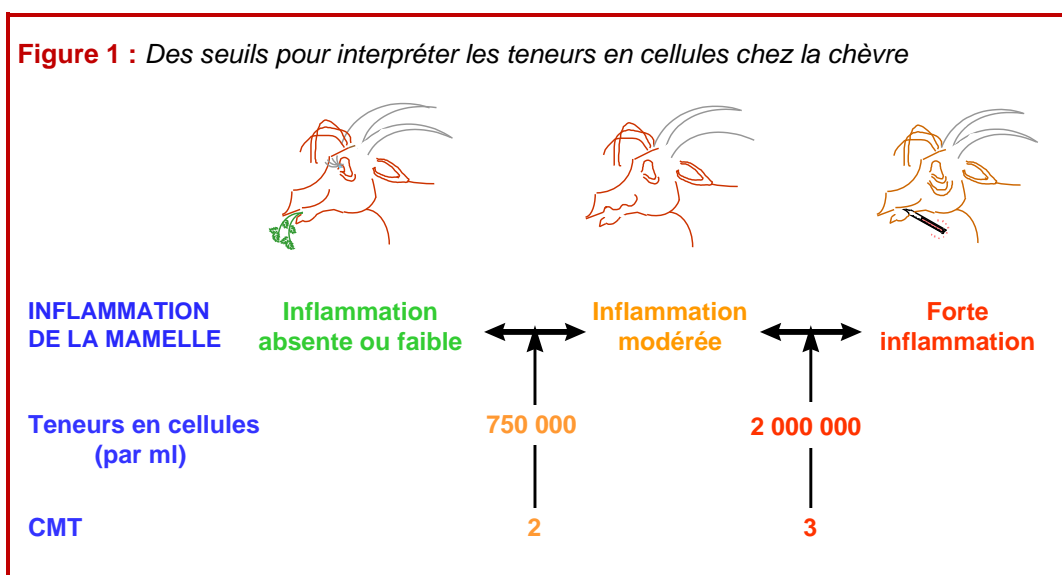 Figure 1 : Des seuils pour interpréter les teneurs en cellules chez la chèvre
INFLAMMATION
DE LA MAMELLE
Inflammation
absente ou faible
Inflammation
modérée
Forte
inflammation
Teneurs en cellules
(par ml)
750 000
2 000 000
CMT
2
3